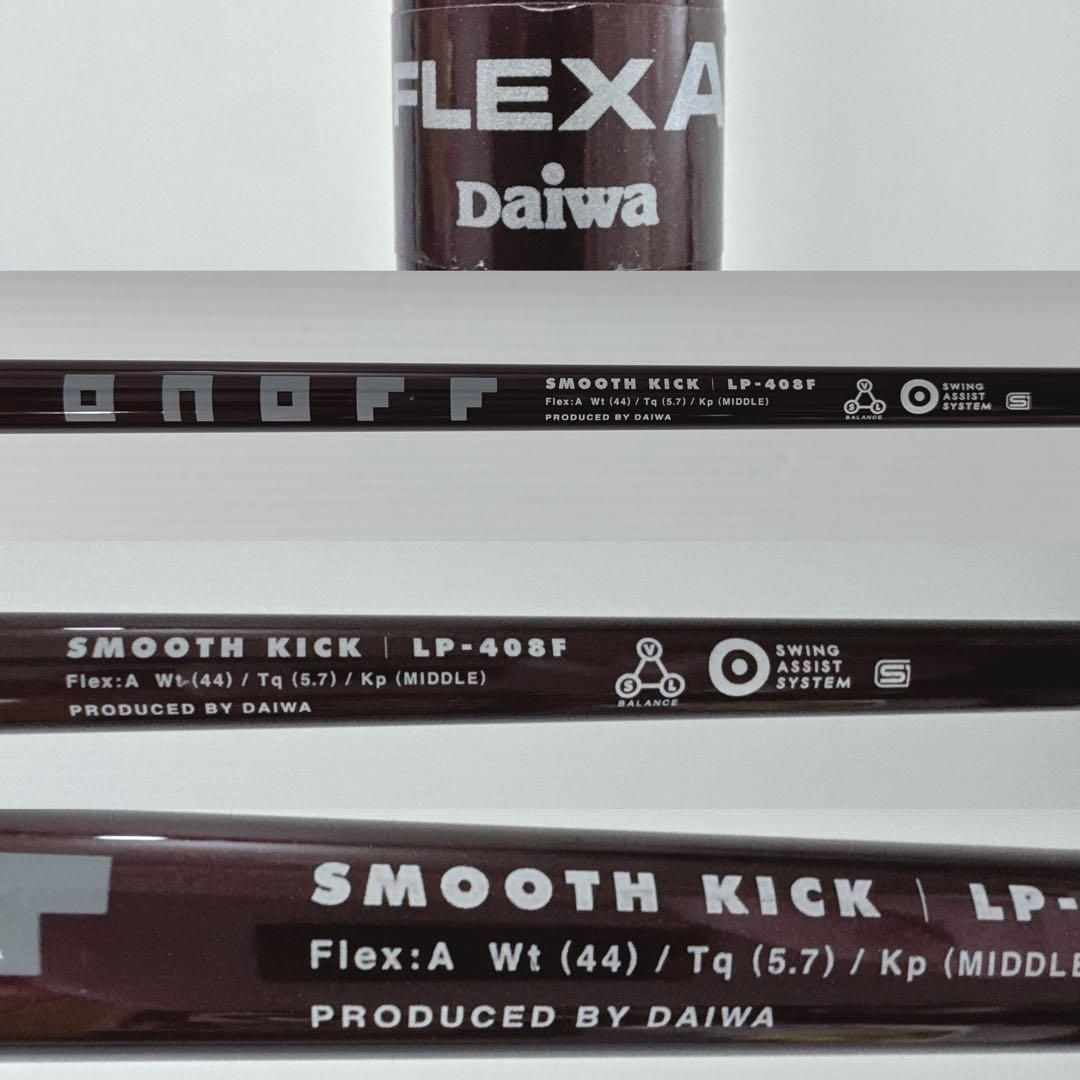 FLEX A
Daiwa
ONOFF
SMOOTH KICK | LP-408F
Flex:A Wt (44) / Tq (5.7) / Kp (MIDDLE)
PRODUCED BY DAIWA
V
S L
BALANCE
SWING
ASSIST
SYSTEM
S
SMOOTH KICK | LP-408F
Flex:A Wt (44) / Tq (5.7) / Kp (MIDDLE)
PRODUCED BY DAIWA
V
S L
BALANCE
SWING
ASSIST
SYSTEM
S
SMOOTH KICK | LP-
Flex:A Wt (44) / Tq (5.7) / Kp (MIDDLE
PRODUCED BY DAIWA